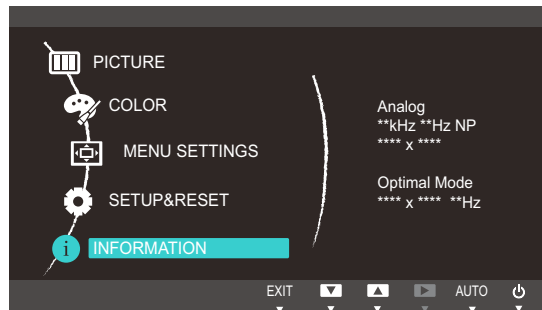 PICTURE
COLOR
MENU SETTINGS
SETUP&RESET
INFORMATION
Analog
**kHz **Hz NP
**** x ****
Optimal Mode
**** x **** **Hz
EXIT
AUTO